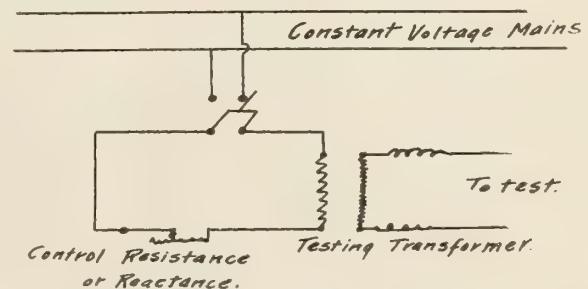 Constant Voltage Mains
To test.
Control Resistance
or Reactance.
Testing Transformer.